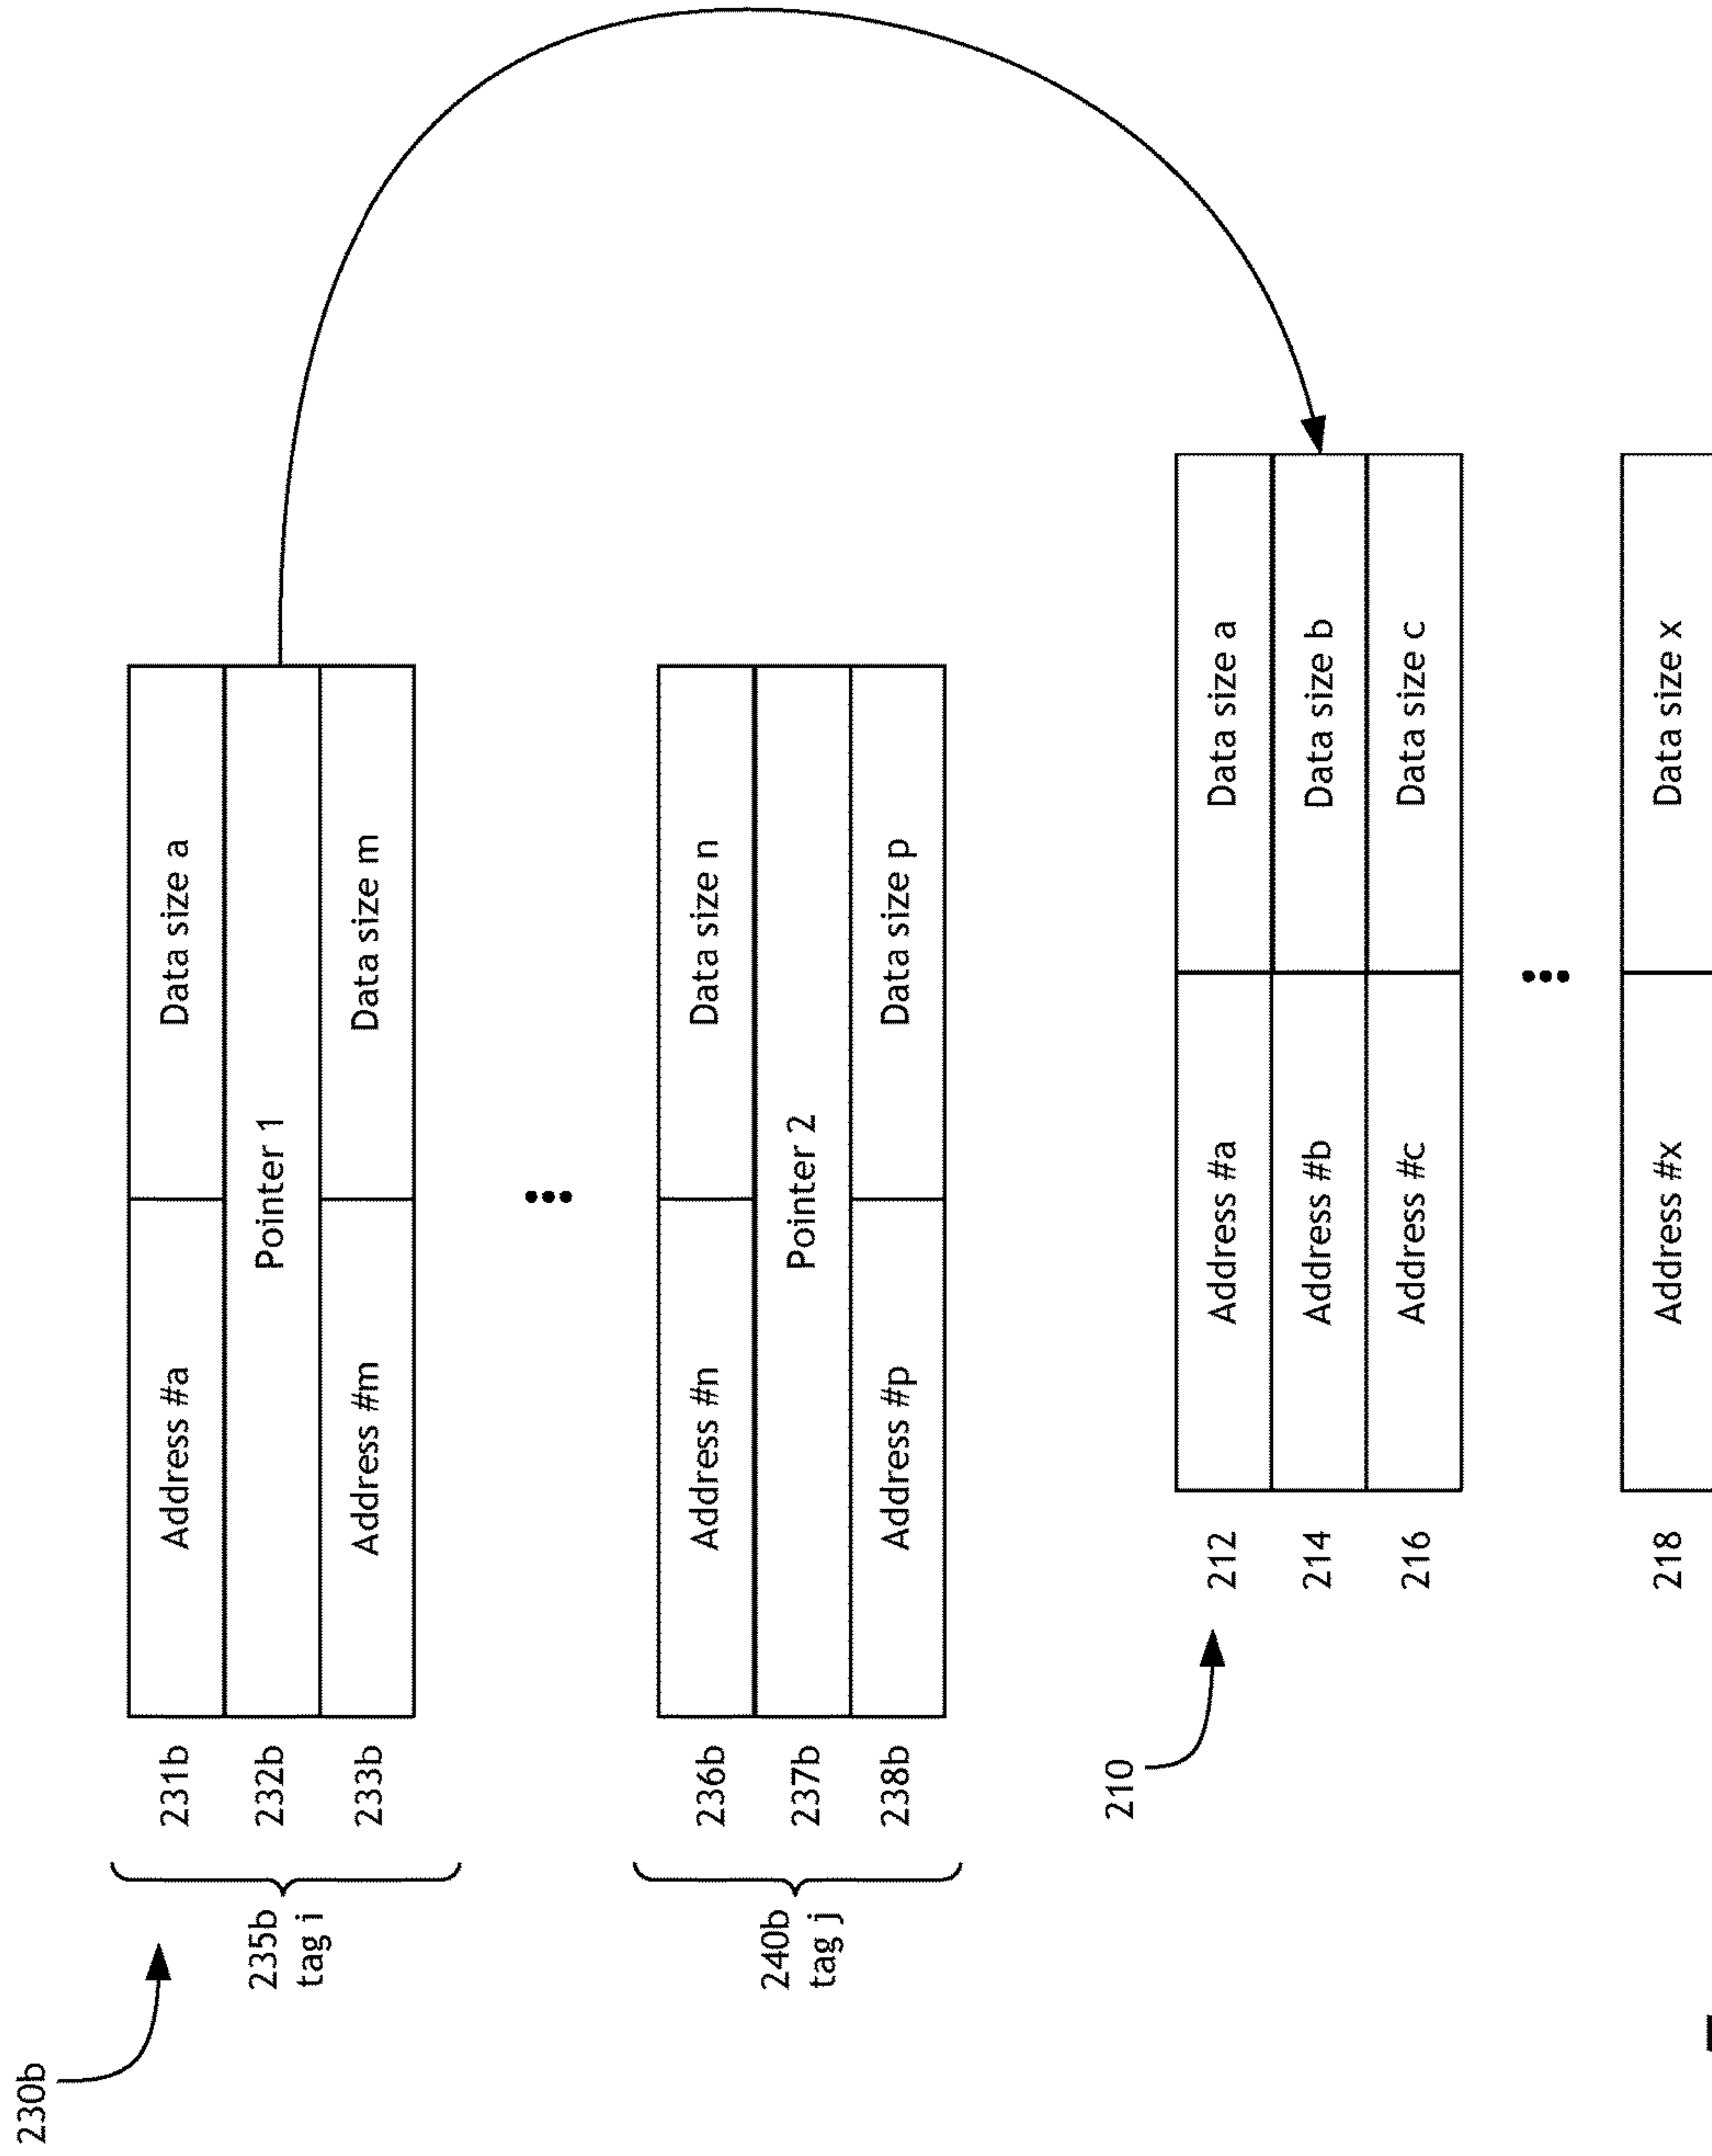 230b
235b
tag i
231b
Address #a
Data size a
232b
Pointer 1
233b
Address #m
Data size m
240b
tag j
236b
Address #n
Data size n
237b
Pointer 2
238b
Address #p
Data size p
210
212
Address #a
Data size a
214
Address #b
Data size b
216
Address #c
Data size c
218
Address #x
Data size x